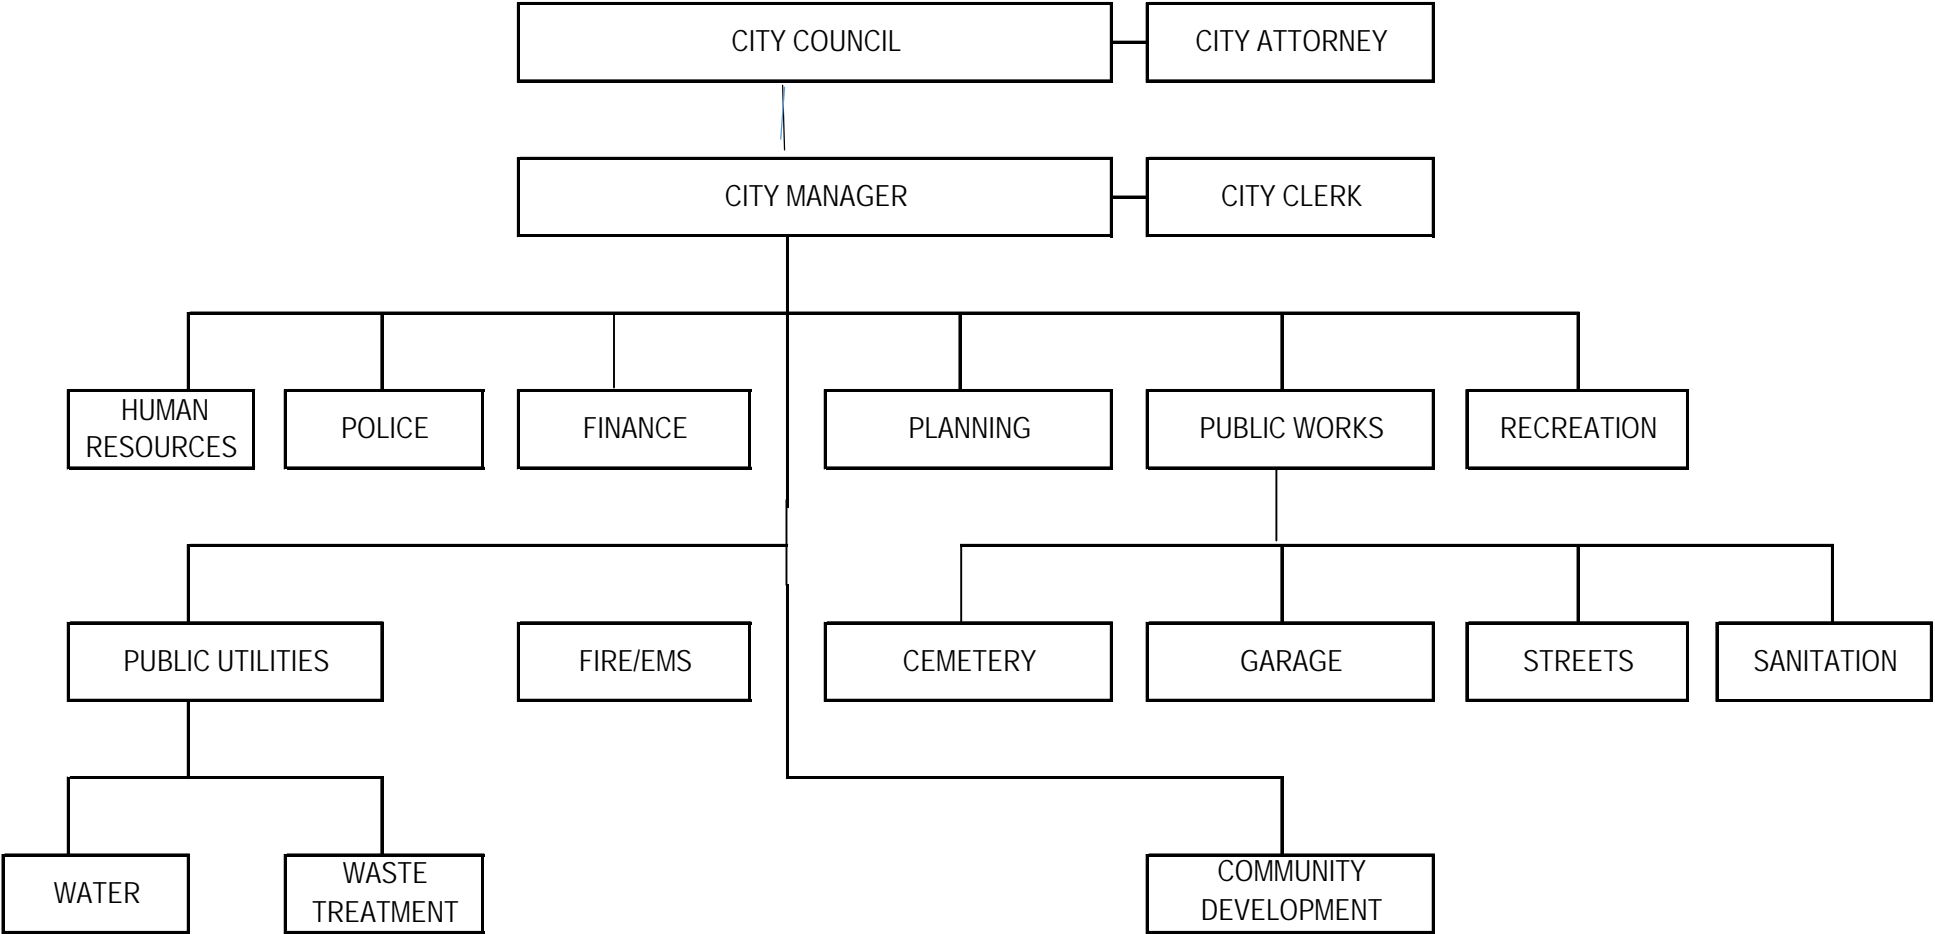 CITY COUNCIL
CITY ATTORNEY
CITY MANAGER
CITY CLERK
HUMAN
RESOURCES
POLICE
FINANCE
PLANNING
PUBLIC WORKS
RECREATION
PUBLIC UTILITIES
FIRE/EMS
CEMETERY
GARAGE
STREETS
SANITATION
WATER
WASTE
TREATMENT
COMMUNITY
DEVELOPMENT